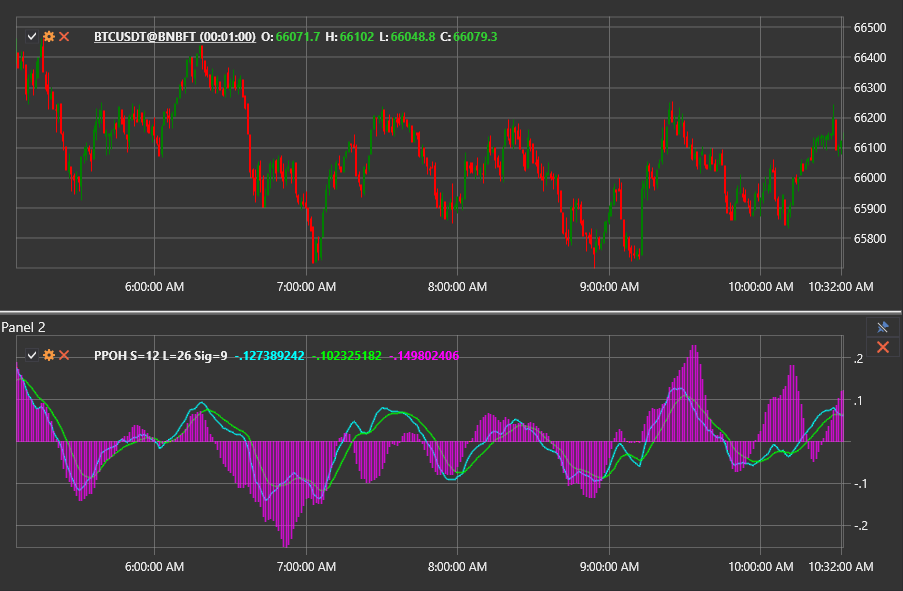 BTCUSDT@BNBFT (00:01:00) O: 66071.7 H: 66102 L: 66048.8 C: 66079.3
66500
66400
66300
66200
66100
66000
65900
65800
6:00:00 AM 7:00:00 AM 8:00:00 AM 9:00:00 AM 10:00:00 AM 10:32:00 AM
Panel 2
PPOH S=12 L=26 Sig=9 -.127389242 -.102325182 -.149802406
.2
.1
-.1
-.2
6:00:00 AM 7:00:00 AM 8:00:00 AM 9:00:00 AM 10:00:00 AM 10:32:00 AM